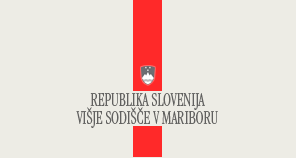 REPUBLIKA SLOVENIJA
VIŠJE SODIŠČE V MARIBORU